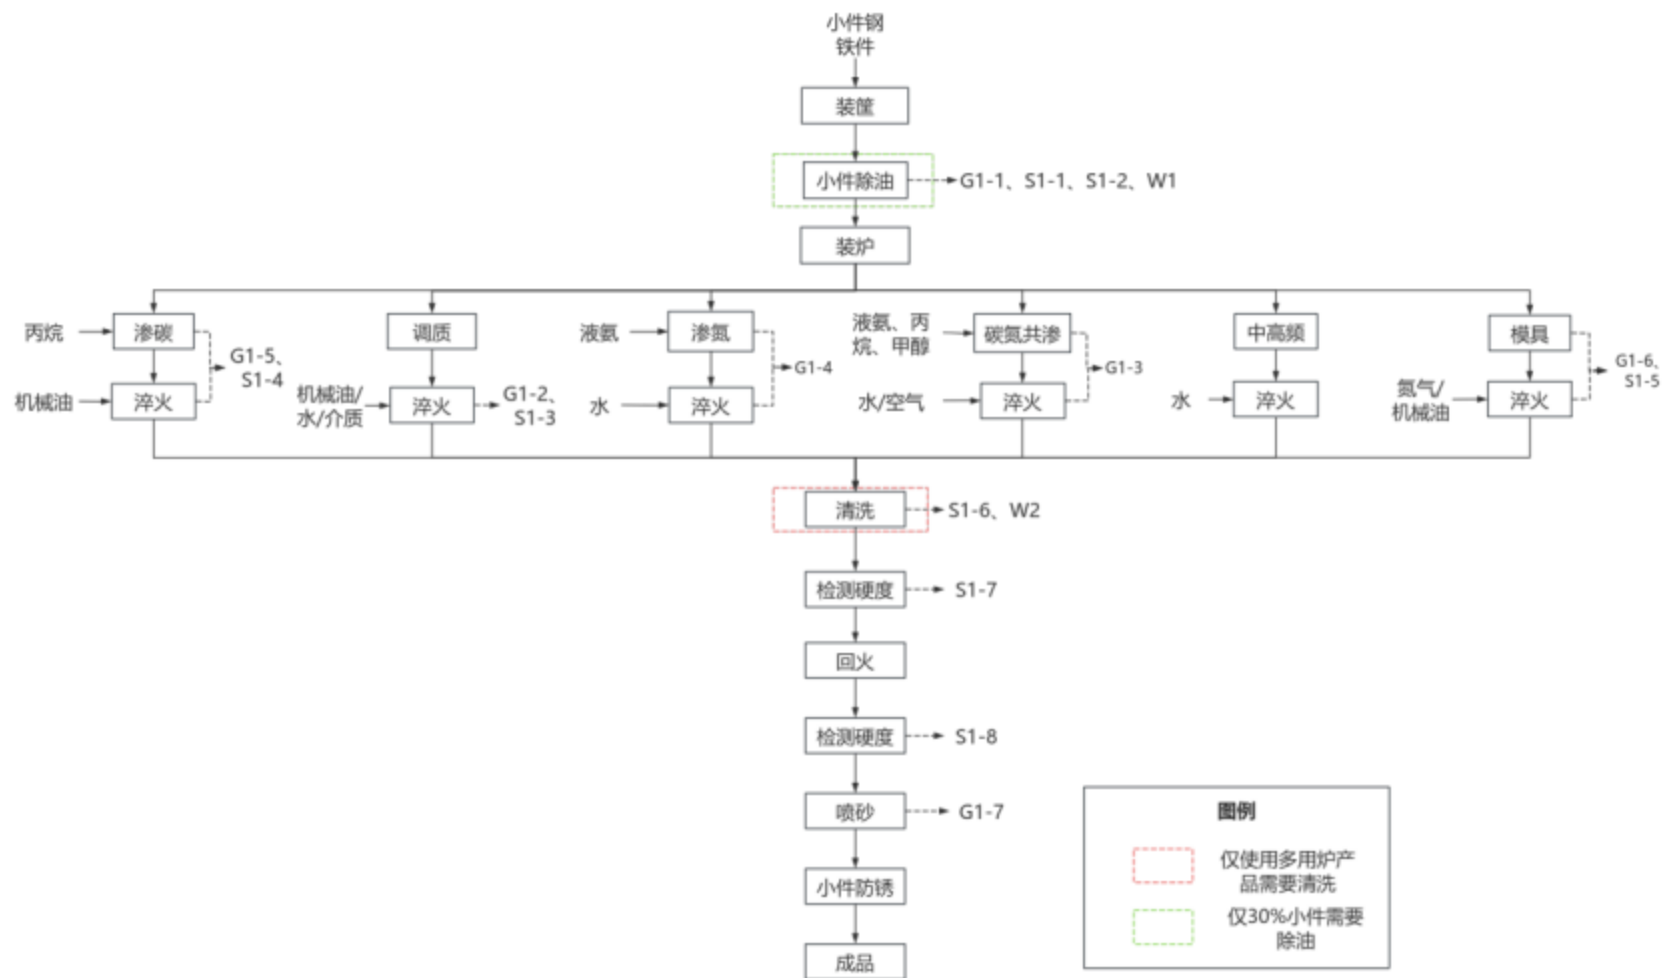 小件钢
铁件
装筐
小件除油
G1-1、S1-1、S1-2、W1
装炉
丙烷
渗碳
机械油
淬火
G1-5、
S1-4
调质
机械油/
水/介质
淬火
G1-2、
S1-3
液氨
渗氮
水
淬火
G1-4
液氨、丙
烷、甲醇
碳氮共渗
水/空气
淬火
G1-3
中高频
水
淬火
模具
氮气/
机械油
淬火
G1-6、
S1-5
清洗
S1-6、W2
检测硬度
S1-7
回火
检测硬度
S1-8
喷砂
G1-7
小件防锈
成品
图例
仅使用多用炉产
品需要清洗
仅30%小件需要
除油